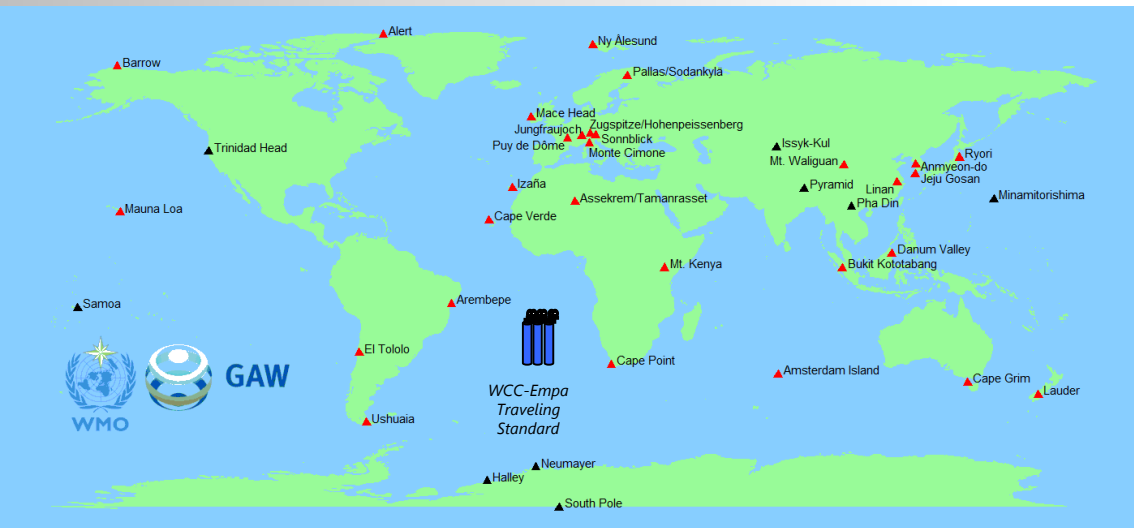 Alert
Ny Ålesund
Barrow
Pallas/Sodankyla
Mace Head
Jungfraujoch
Zugspitze/Hohenpeissenberg
Sonnblick
Puy de Dôme
Monte Cimone
Trinidad Head
Issyk-Kul
Ryori
Mt. Waliguan
Anmyeon-do
Jeju Gosan
Izaña
Pyramid
Linan
Assekrem/Tamanrasset
Minamitorishima
Pha Din
Mauna Loa
Cape Verde
Danum Valley
Mt. Kenya
Bukit Kototabang
Samoa
Arembepe
El Tololo
Cape Point
Amsterdam Island
GAW
Cape Grim
WCC-Empa
Traveling
Standard
Lauder
WMO
Ushuaia
Neumayer
Halley
South Pole